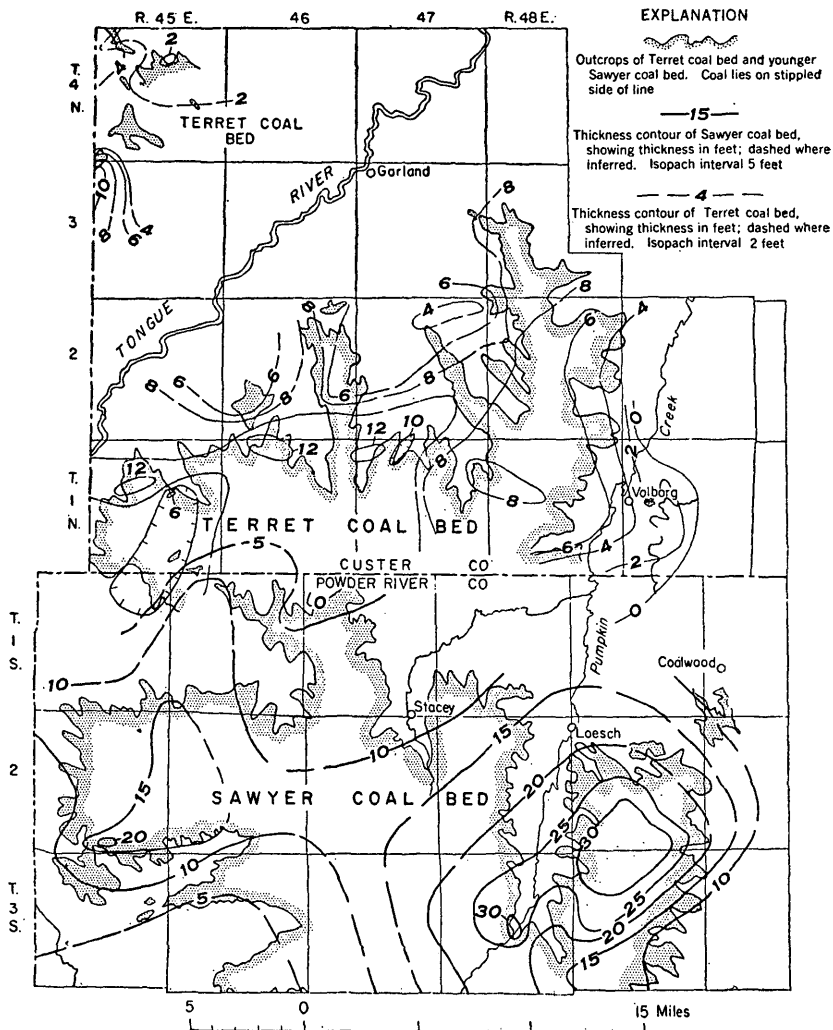 R. 45 E. 46 47 R. 48 E.
EXPLANATION
Outcrops of Terret coal bed and younger
Sawyer coal bed. Coal lies on stippled
side of line
15
Thickness contour of Sawyer coal bed,
showing thickness in feet; dashed where
inferred. Isopach interval 5 feet
4
Thickness contour of Terret coal bed,
showing thickness in feet; dashed where
inferred. Isopach interval 2 feet
T.
4
N.
2
4
2
TERRET COAL
BED
10
8
6
4
RIVER
Garland
3
8
TONGUE
6
4
8
8
6
4
2
8
6
8
6
8
6
8
0
Creek
12
12
10
8
2
T.
I
N.
12
6
8
Volborg
TERRET COAL BED
5
6
4
2
CUSTER CO
POWDER RIVER CO
0
0
T.
I
S.
10
Pumpkin
Coalwood
Stacey
10
15
Loesch
2
15
20
SAWYER COAL BED
25
30
20
10
T.
3
S.
5
30
25
20
15
10
5 0 15 Miles